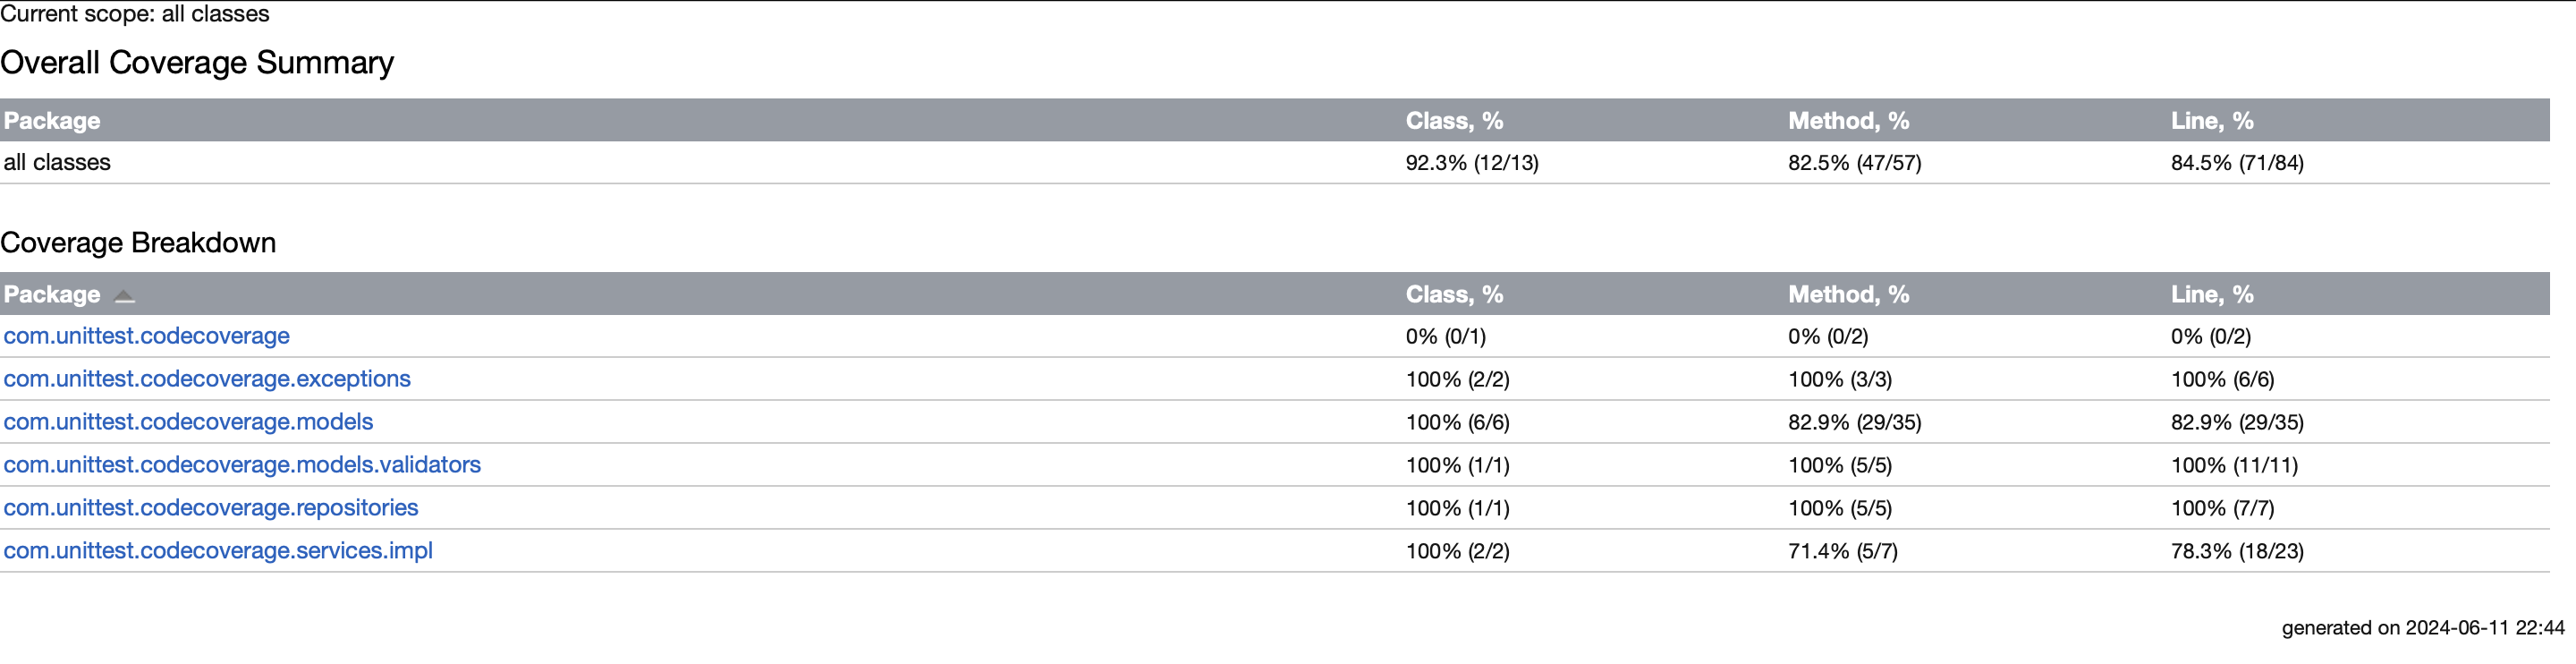 Current scope: all classes
Overall Coverage Summary
Package Class, % Method, % Line, %
all classes 92.3% (12/13) 82.5% (47/57) 84.5% (71/84)
Coverage Breakdown
Package Class, % Method, % Line, %
com.unittest.codecoverage 0% (0/1) 0% (0/2) 0% (0/2)
com.unittest.codecoverage.exceptions 100% (2/2) 100% (3/3) 100% (6/6)
com.unittest.codecoverage.models 100% (6/6) 82.9% (29/35) 82.9% (29/35)
com.unittest.codecoverage.models.validators 100% (1/1) 100% (5/5) 100% (11/11)
com.unittest.codecoverage.repositories 100% (1/1) 100% (5/5) 100% (7/7)
com.unittest.codecoverage.services.impl 100% (2/2) 71.4% (5/7) 78.3% (18/23)
generated on 2024-06-11 22:44